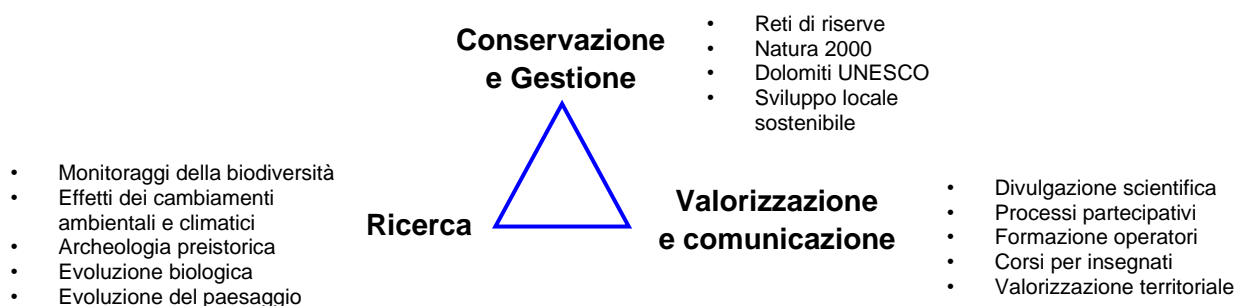 Conservazione
e Gestione
• Reti di riserve
• Natura 2000
• Dolomiti UNESCO
• Sviluppo locale
sostenibile
• Monitoraggi della biodiversità
• Effetti dei cambiamenti
ambientali e climatici
• Archeologia preistorica
• Evoluzione biologica
• Evoluzione del paesaggio
Ricerca
Valorizzazione
e comunicazione
• Divulgazione scientifica
• Processi partecipativi
• Formazione operatori
• Corsi per insegnati
• Valorizzazione territoriale